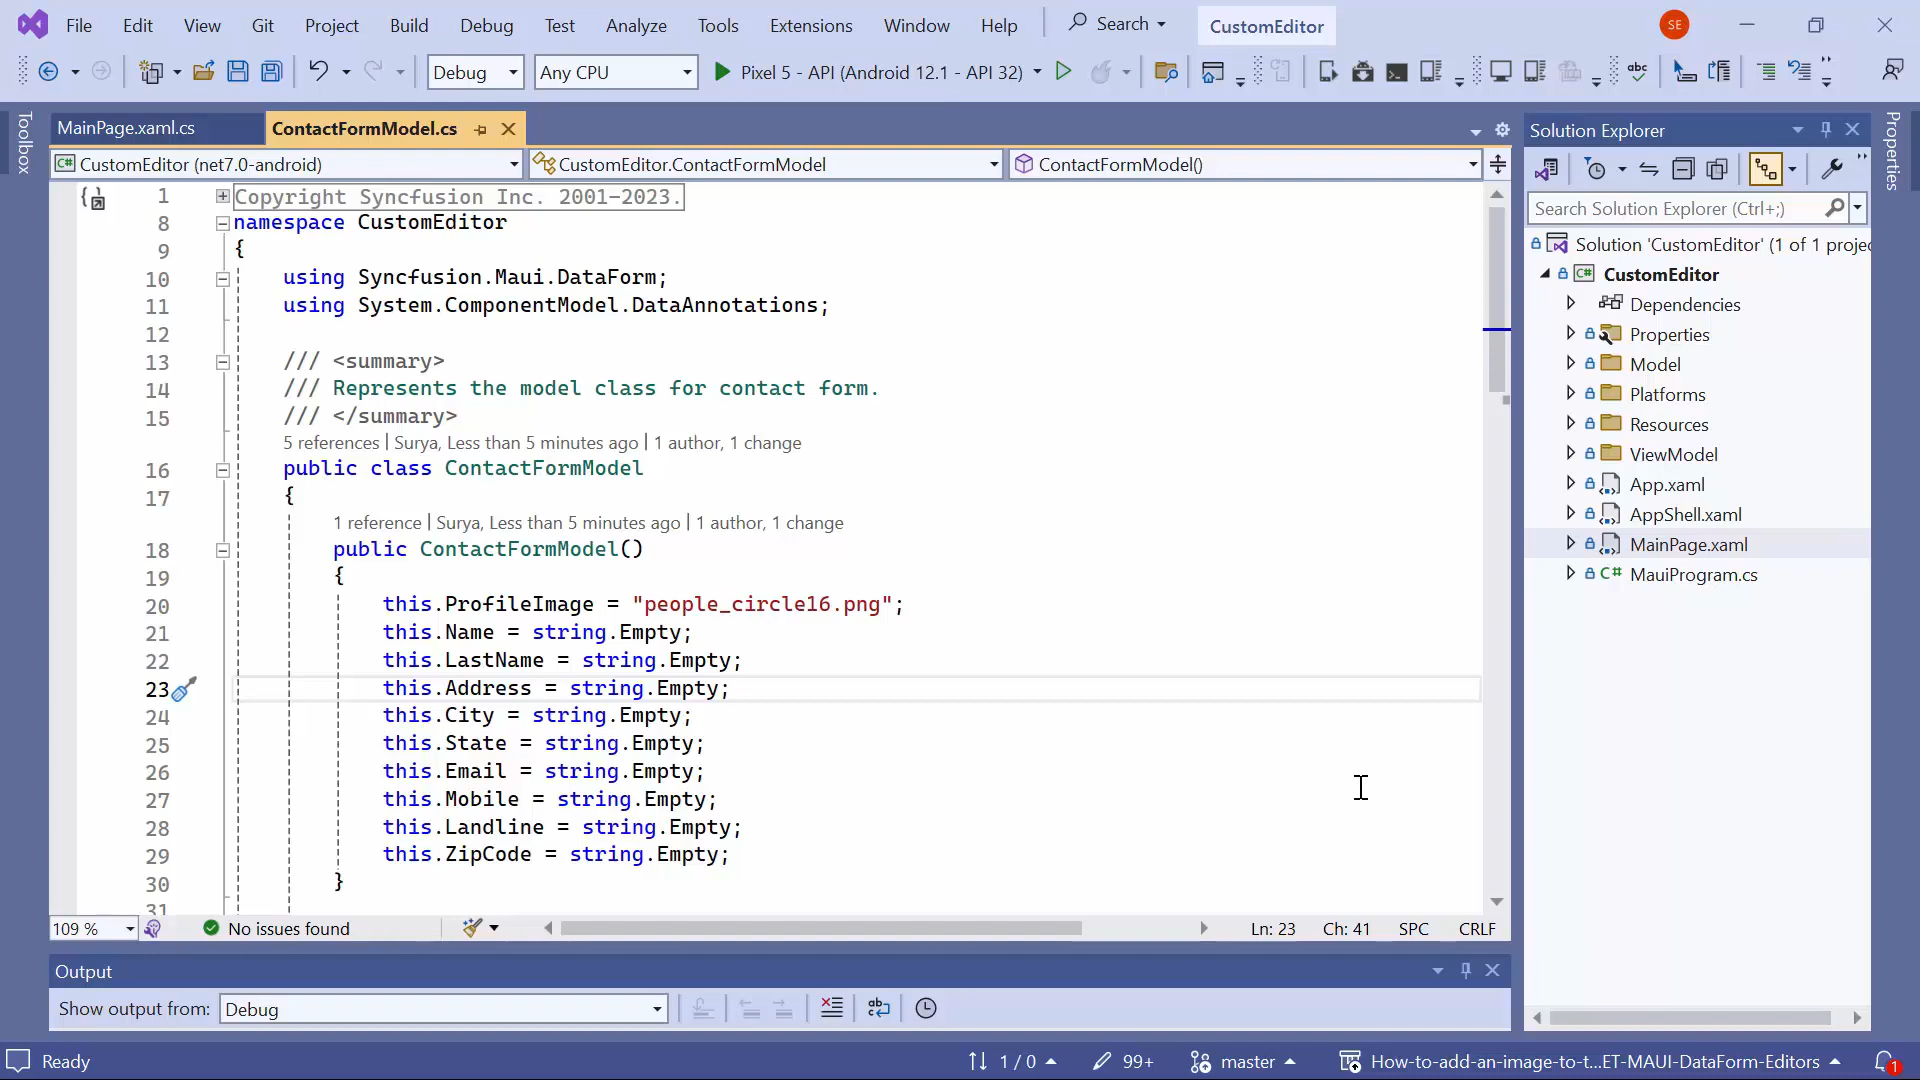 File Edit View Git Project Build Debug Test Analyze Tools Extensions Window Help Search CustomEditor SE
Debug Any CPU Pixel 5 - API (Android 12.1 - API 32)
Toolbox
MainPage.xaml.cs ContactFormModel.cs
CustomEditor (net7.0-android) CustomEditor.ContactFormModel ContactFormModel()
1 Copyright Syncfusion Inc. 2001-2023.
8 namespace CustomEditor
9 {
10 using Syncfusion.Maui.DataForm;
11 using System.ComponentModel.DataAnnotations;
12
13 /// <summary>
14 /// Represents the model class for contact form.
15 /// </summary>
5 references | Surya, Less than 5 minutes ago | 1 author, 1 change
16 public class ContactFormModel
17 {
1 reference | Surya, Less than 5 minutes ago | 1 author, 1 change
18 public ContactFormModel()
19 {
20 this.ProfileImage = "people_circle16.png";
21 this.Name = string.Empty;
22 this.LastName = string.Empty;
23 this.Address = string.Empty;
24 this.City = string.Empty;
25 this.State = string.Empty;
26 this.Email = string.Empty;
27 this.Mobile = string.Empty;
28 this.Landline = string.Empty;
29 this.ZipCode = string.Empty;
30 }
31
109 % No issues found Ln: 23 Ch: 41 SPC CRLF
Output
Show output from: Debug
Solution Explorer
Search Solution Explorer (Ctrl+;)
Solution 'CustomEditor' (1 of 1 projec
CustomEditor
Dependencies
Properties
Model
Platforms
Resources
ViewModel
App.xaml
AppShell.xaml
MainPage.xaml
C# MauiProgram.cs
Properties
Ready 1 / 0 99+ master How-to-add-an-image-to-t...ET-MAUI-DataForm-Editors 1